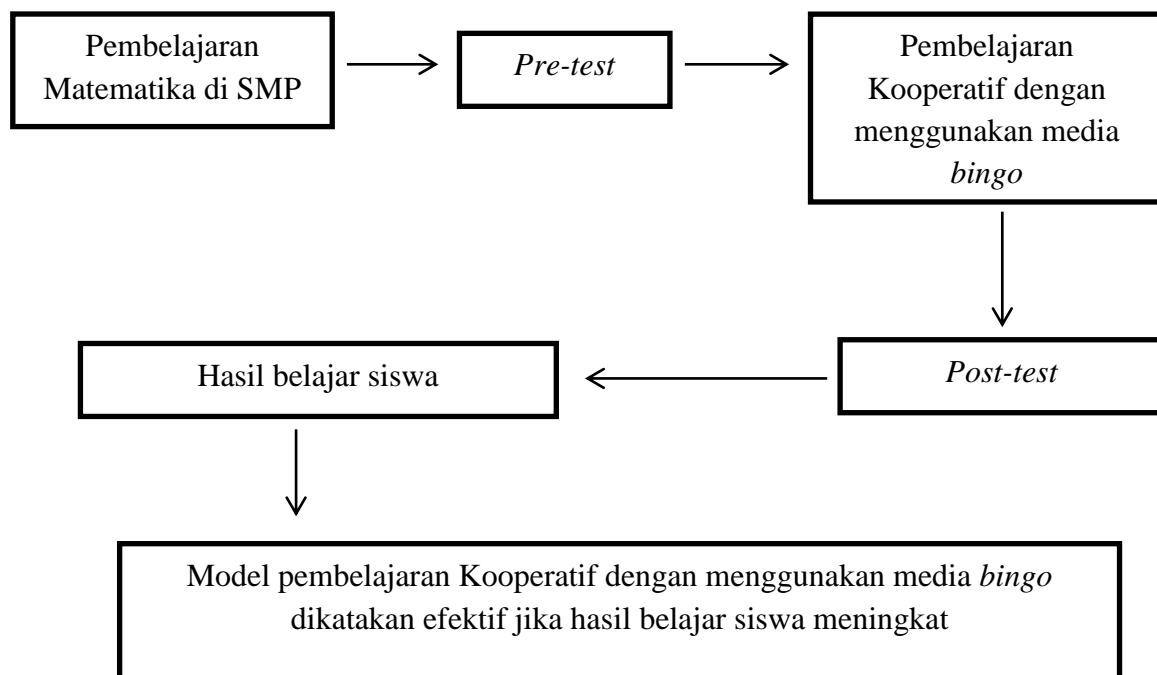 Pembelajaran
Matematika di SMP
Pre-test
Pembelajaran
Kooperatif dengan
menggunakan media
bingo
Post-test
Hasil belajar siswa
Model pembelajaran Kooperatif dengan menggunakan media bingo
dikatakan efektif jika hasil belajar siswa meningkat